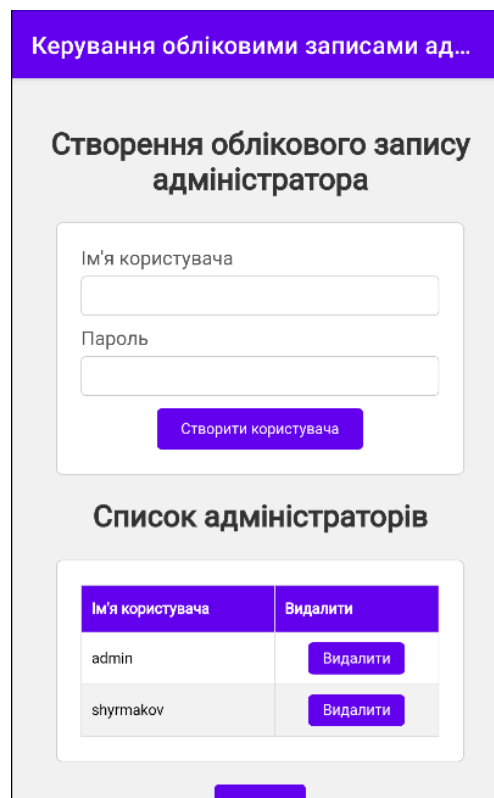 Керування обліковими записами ад...
Створення облікового запису
адміністратора
Ім'я користувача
Пароль
Створити користувача
Список адміністраторів
Ім'я користувача Видалити
admin Видалити
shyrmakov Видалити